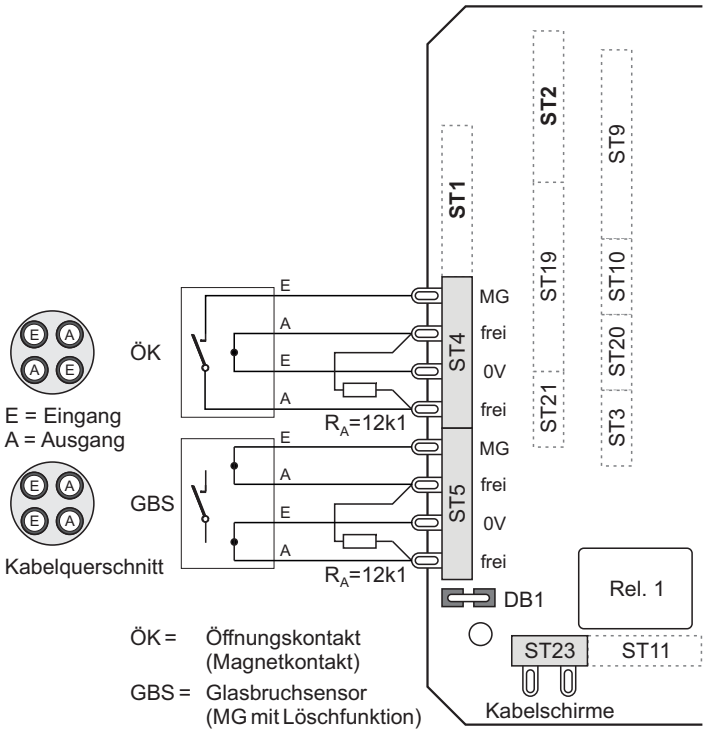 ST2
ST9
ST1
ST19
ST10
ST20
ST21
ST3
E
A
A
E
E = Eingang
A = Ausgang
ÖK
E
A
E
A
R_A=12k1
ST4
MG
frei
0V
frei
E
A
E
A
Kabelquerschnitt
GBS
E
A
E
A
R_A=12k1
ST5
MG
frei
0V
frei
DB1
Rel. 1
ST23
ST11
Kabelschirme
ÖK = Öffnungskontakt
(Magnetkontakt)
GBS = Glasbruchsensor
(MG mit Löschfunktion)